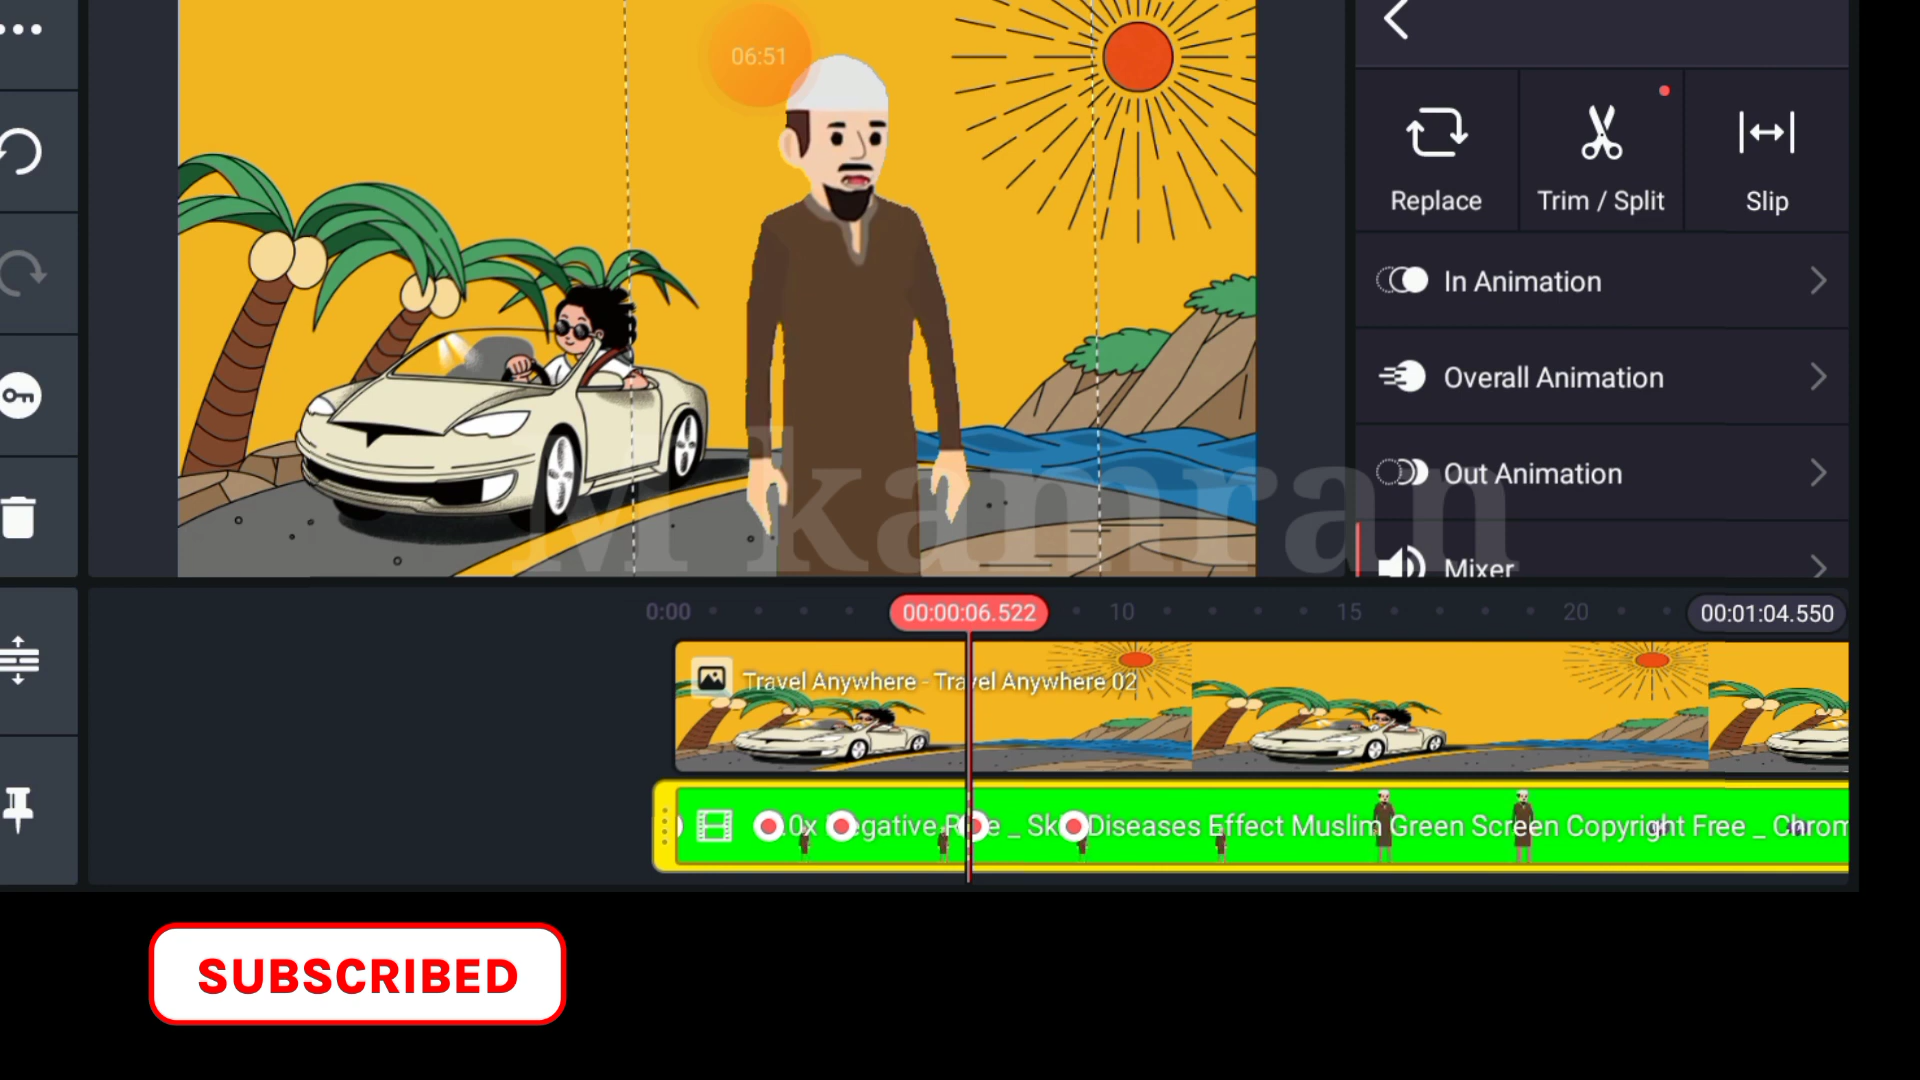 06:51
Replace
Trim / Split
Slip
In Animation
Overall Animation
Out Animation
Mixer
M kamran
0:00
00:00:06.522
10
15
20
00:01:04.550
Travel Anywhere - Travel Anywhere 02
.0x
Diseases Effect Muslim Green Screen Copyright Free _ Chrom
SUBSCRIBED